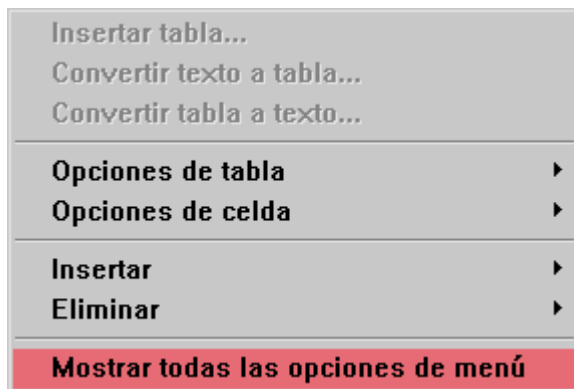 Insertar tabla...
Convertir texto a tabla...
Convertir tabla a texto...
Opciones de tabla
Opciones de celda
Insertar
Eliminar
Mostrar todas las opciones de menú